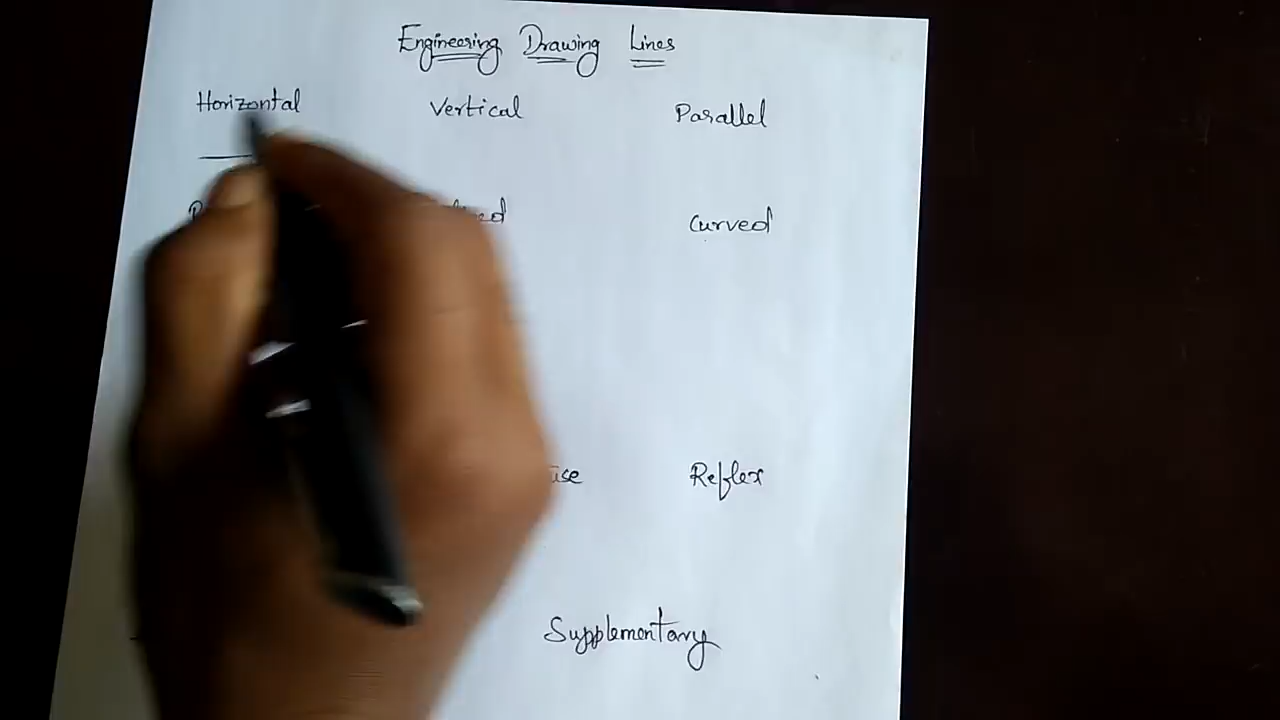 Engineering Drawing Lines
Horizontal Vertical Parallel
Curved
Reflex
Supplementary